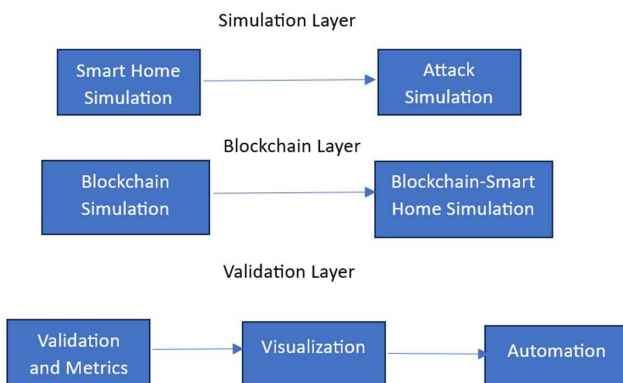 Simulation Layer
Smart Home
Simulation
Attack
Simulation
Blockchain Layer
Blockchain
Simulation
Blockchain-Smart
Home Simulation
Validation Layer
Validation
and Metrics
Visualization
Automation